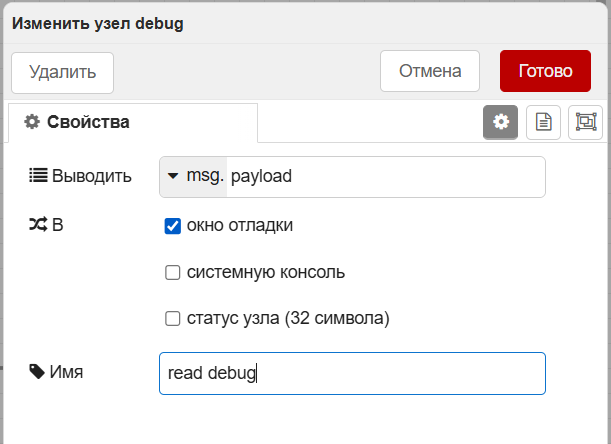 Изменить узел debug
Удалить
Отмена
Готово
Свойства
Выводить
msg. payload
В
окно отладки
системную консоль
статус узла (32 символа)
Имя
read debug